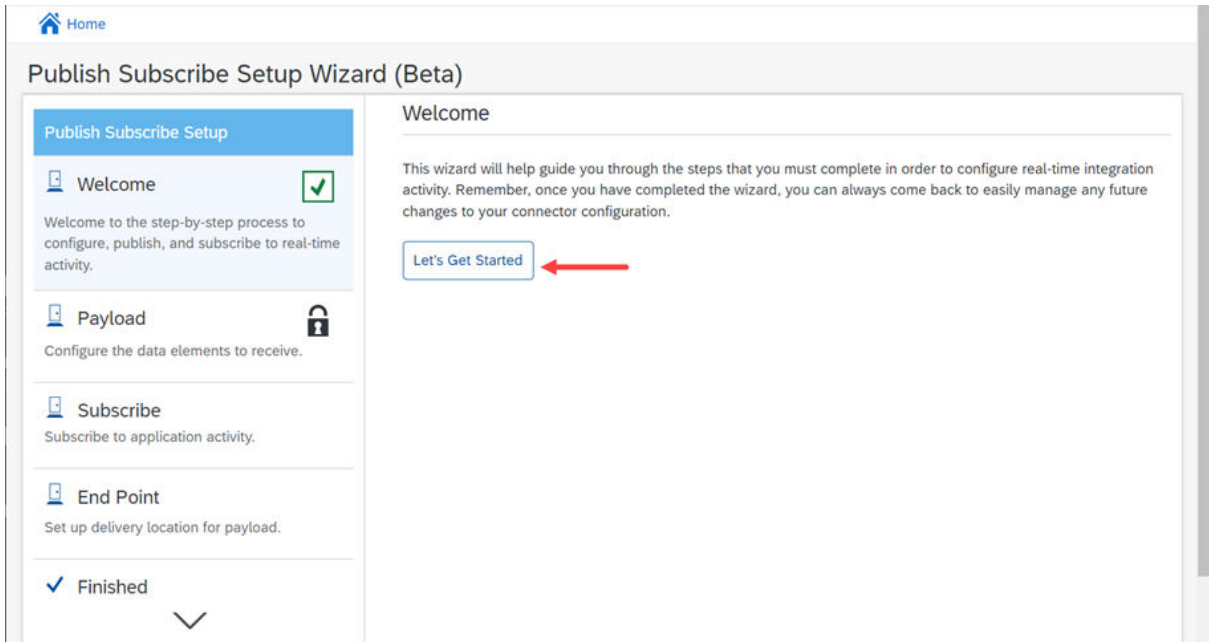 Home
Publish Subscribe Setup Wizard (Beta)
Publish Subscribe Setup
Welcome
Welcome to the step-by-step process to
configure, publish, and subscribe to real-time
activity.
Payload
Configure the data elements to receive.
Subscribe
Subscribe to application activity.
End Point
Set up delivery location for payload.
Finished
Welcome
This wizard will help guide you through the steps that you must complete in order to configure real-time integration
activity. Remember, once you have completed the wizard, you can always come back to easily manage any future
changes to your connector configuration.
Let's Get Started